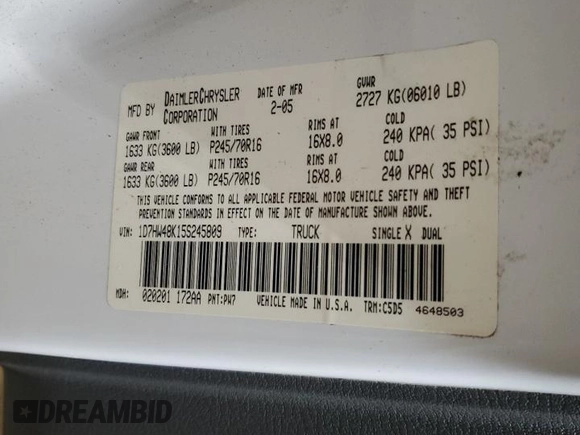 MFD BY DAIMLERCHRYSLER CORPORATION DATE OF MFR 2-05 GVWR 2727 KG(06010 LB)
GAWR FRONT WITH TIRES RIMS AT COLD
1633 KG(3600 LB) P245/70R16 16X8.0 240 KPA( 35 PSI)
GAWR REAR WITH TIRES RIMS AT COLD
1633 KG(3600 LB) P245/70R16 16X8.0 240 KPA( 35 PSI)
THIS VEHICLE CONFORMS TO ALL APPLICABLE FEDERAL MOTOR VEHICLE SAFETY AND THEFT
PREVENTION STANDARDS IN EFFECT ON THE DATE OF MANUFACTURE SHOWN ABOVE.
VIN: 1D7HW48K15S245809 TYPE: TRUCK SINGLE X DUAL
MDH: 020201 172AA PNT:PW7 VEHICLE MADE IN U.S.A. TRM:C5D5 4648503
DREAMBID